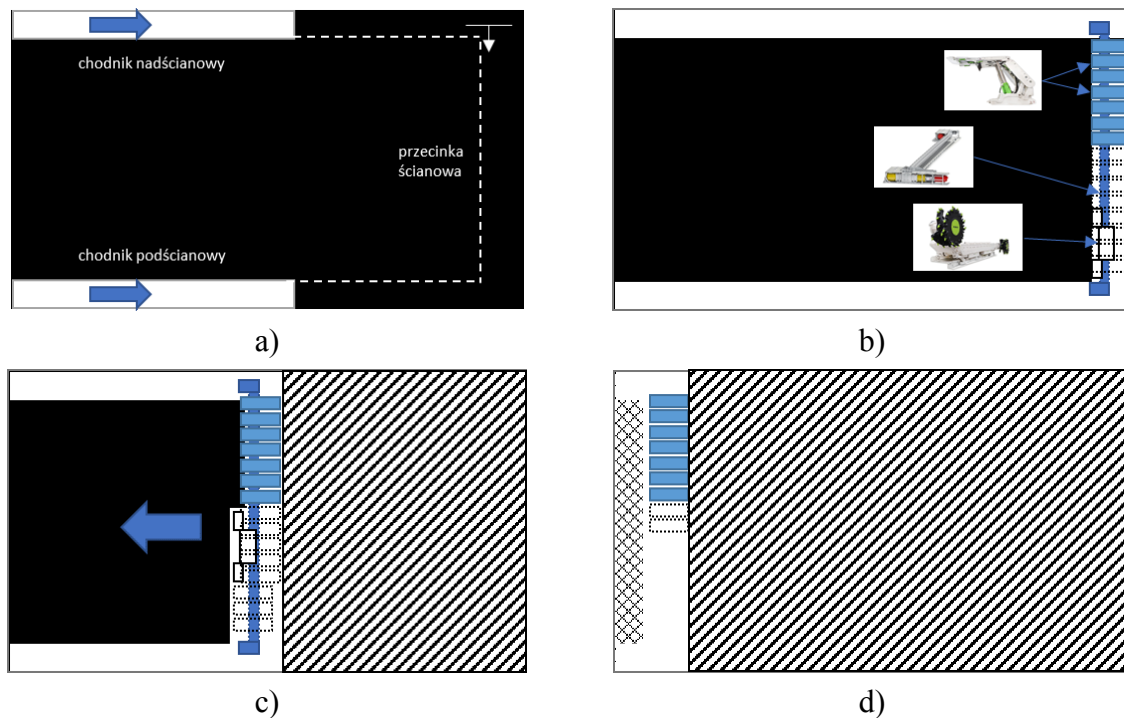 chodnik nadścianowy
przecinka
ścianowa
chodnik podścianowy
a)
b)
c)
d)